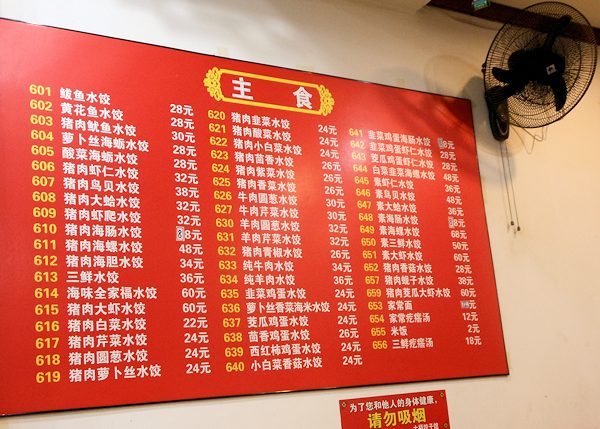 主食
601 鲅鱼水饺 28元
602 黄花鱼水饺 28元
603 猪肉鱿鱼水饺 30元
604 萝卜丝海蛎水饺 28元
605 酸菜海蛎水饺 28元
606 猪肉虾仁水饺 38元
607 猪肉鸟贝水饺 32元
608 猪肉大蛤水饺 32元
609 猪肉虾爬水饺 32元
610 猪肉海肠水饺 8元
611 猪肉海螺水饺 48元
612 猪肉海胆水饺 34元
613 三鲜水饺 36元
614 海味全家福水饺 60元
615 猪肉大虾水饺 60元
616 猪肉白菜水饺 22元
617 猪肉芹菜水饺 24元
618 猪肉圆葱水饺 24元
619 猪肉萝卜丝水饺 24元
620 猪肉韭菜水饺 24元
621 猪肉酸菜水饺 24元
622 猪肉小白菜水饺 24元
623 猪肉茴香水饺 26元
624 猪肉紫菜水饺 26元
625 猪肉香菜水饺 26元
626 牛肉圆葱水饺 30元
627 牛肉芹菜水饺 30元
630 羊肉圆葱水饺 30元
631 羊肉芹菜水饺 30元
632 猪肉青椒水饺 26元
633 纯牛肉水饺 36元
634 纯羊肉水饺 36元
635 韭菜鸡蛋水饺 24元
636 萝卜丝香菜海米水饺 24元
637 茭瓜鸡蛋水饺 24元
638 茴香鸡蛋水饺 26元
639 西红柿鸡蛋水饺 24元
640 小白菜香菇水饺 24元
641 韭菜鸡蛋海肠水饺 8元
642 韭菜鸡蛋虾仁水饺 28元
643 茭瓜鸡蛋虾仁水饺 28元
644 白菜韭菜海螺水饺 48元
645 素虾仁水饺 36元
646 素鸟贝水饺 48元
647 素大蛤水饺 36元
648 素海肠水饺 8元
649 素海螺水饺 68元
650 素三鲜水饺 50元
651 素大虾水饺 60元
652 猪肉香菇水饺 28元
657 猪肉蚬子水饺 38元
659 猪肉茭瓜大虾水饺 60元
653 家常面 元
654 家常疙瘩汤 12元
655 米饭 2元
656 三鲜疙瘩汤 18元
为了您和他人的身体健康，
请勿吸烟